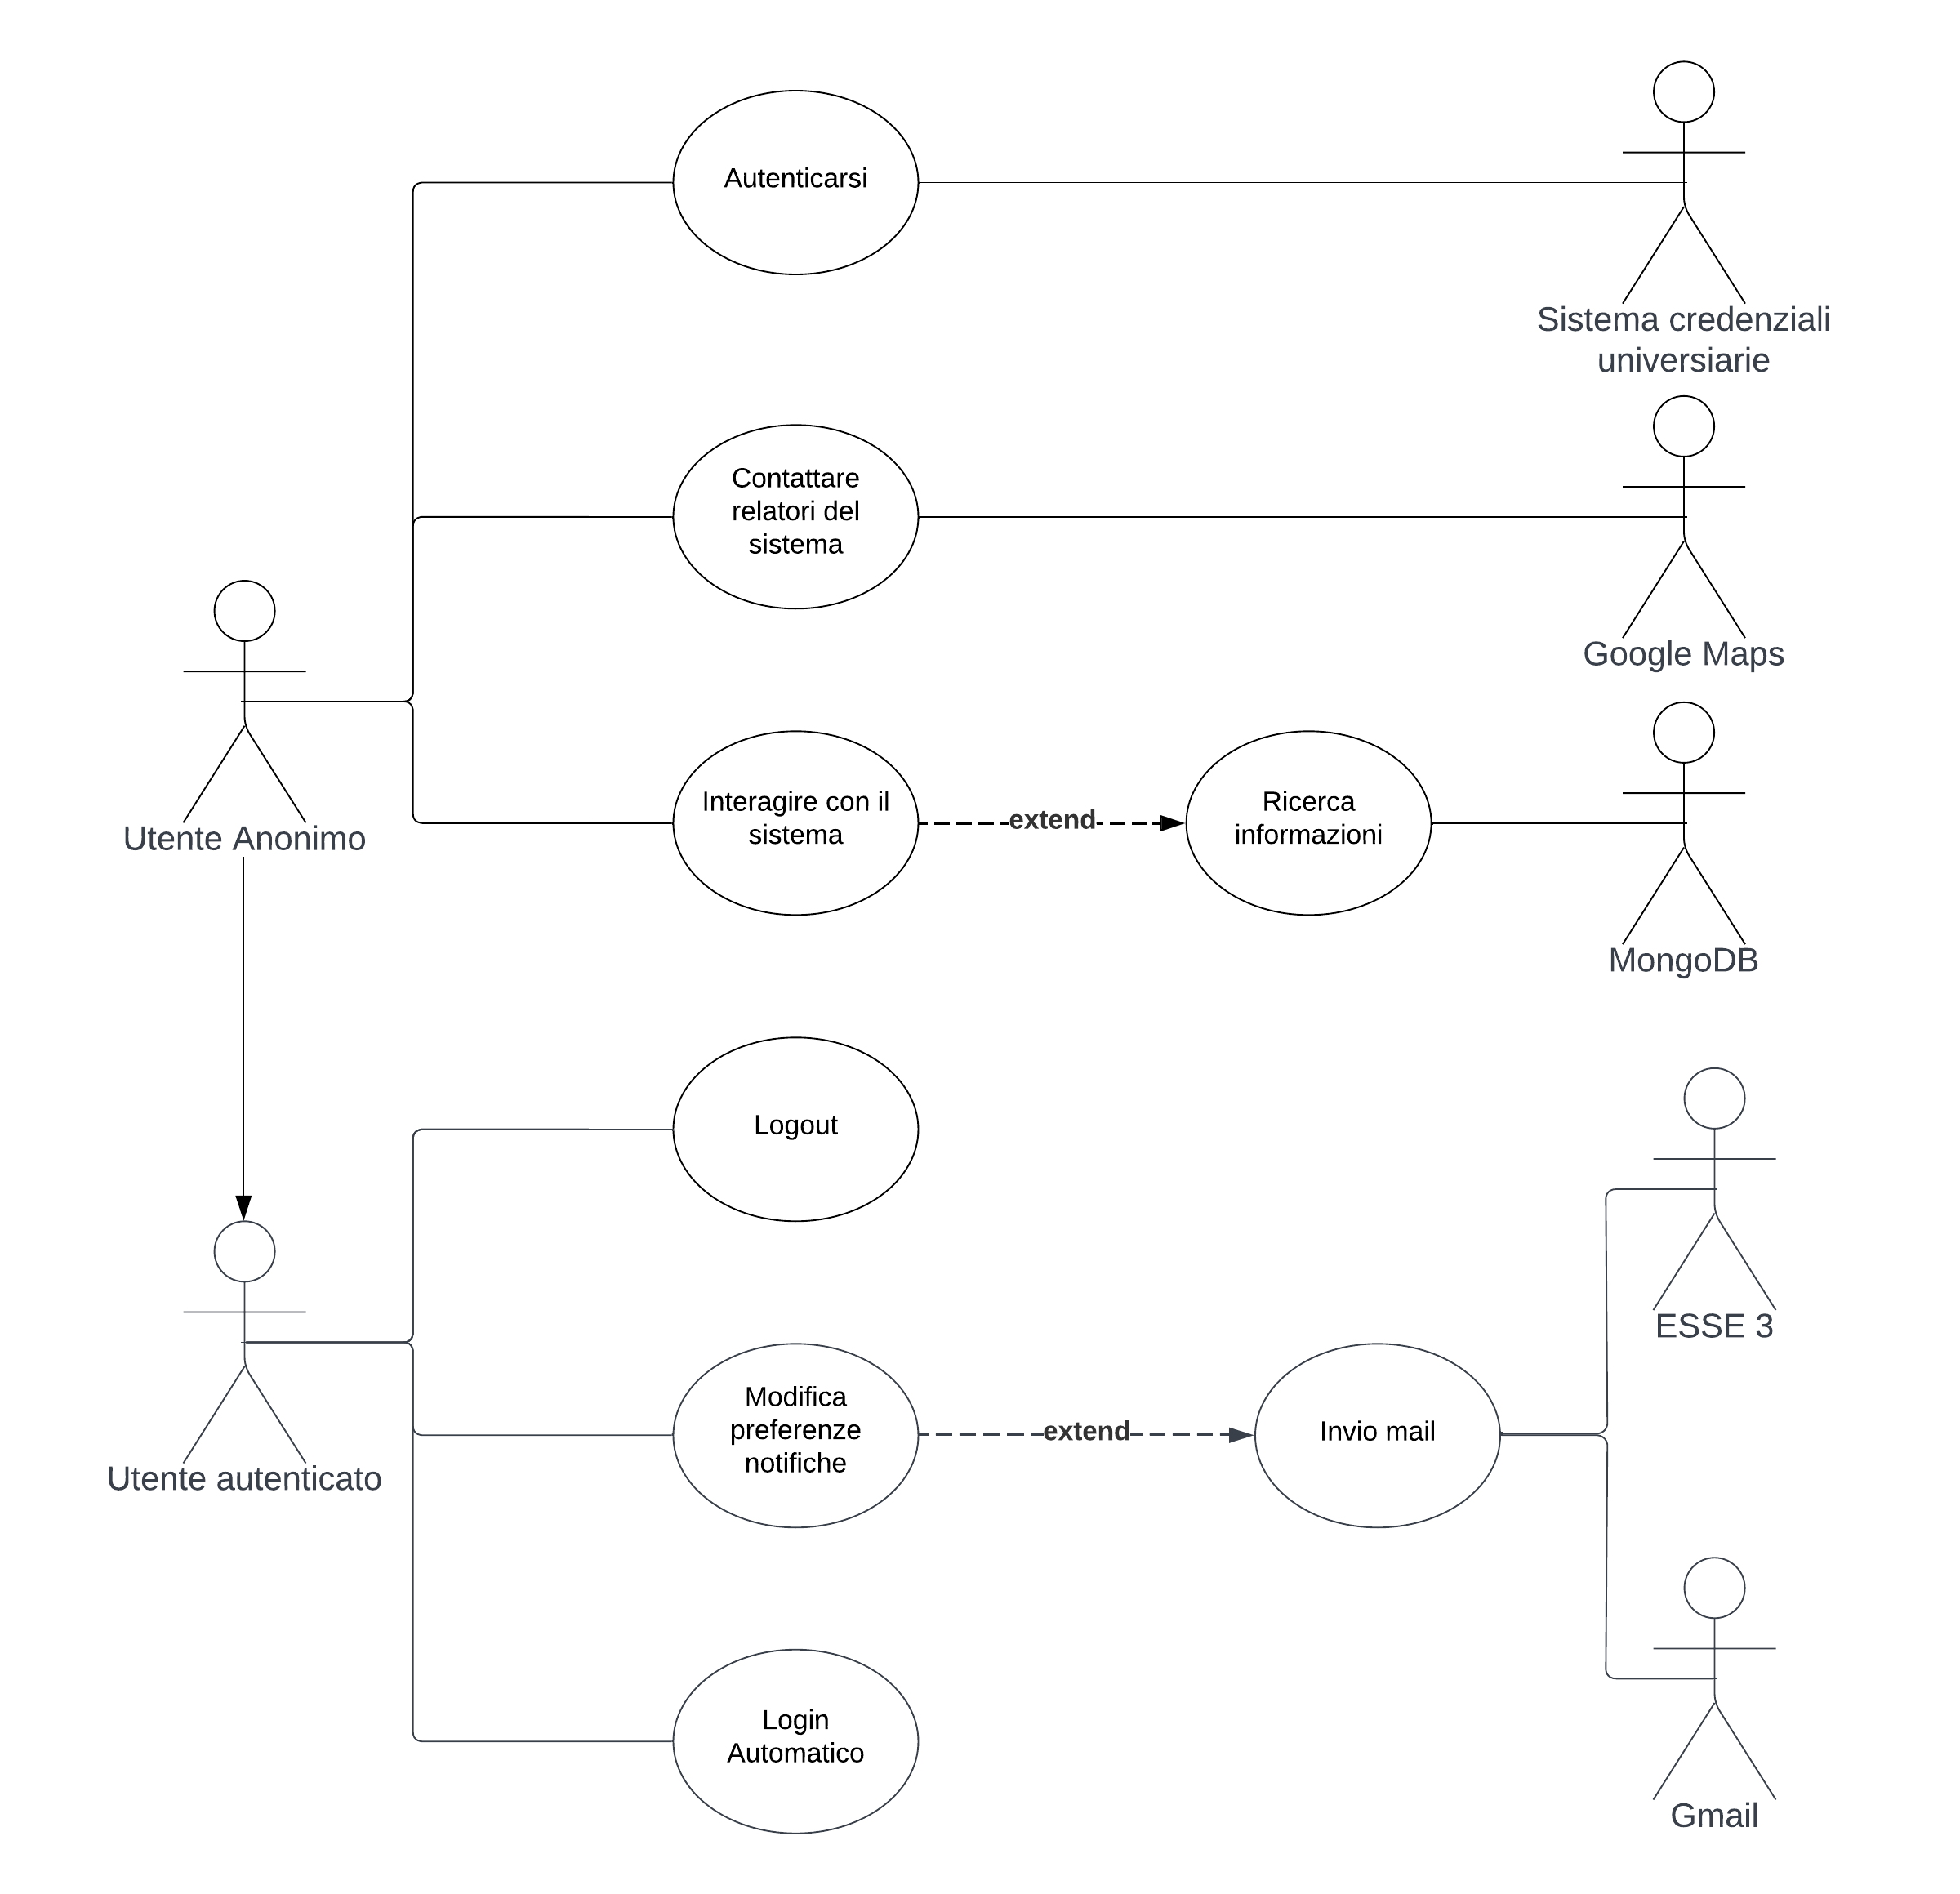 Autenticarsi
Sistema credenziali
universiarie
Contattare
relatori del
sistema
Google Maps
Utente Anonimo
Interagire con il
sistema
extend
Ricerca
informazioni
MongoDB
Logout
ESSE 3
Utente autenticato
Modifica
preferenze
notifiche
extend
Invio mail
Login
Automatico
Gmail